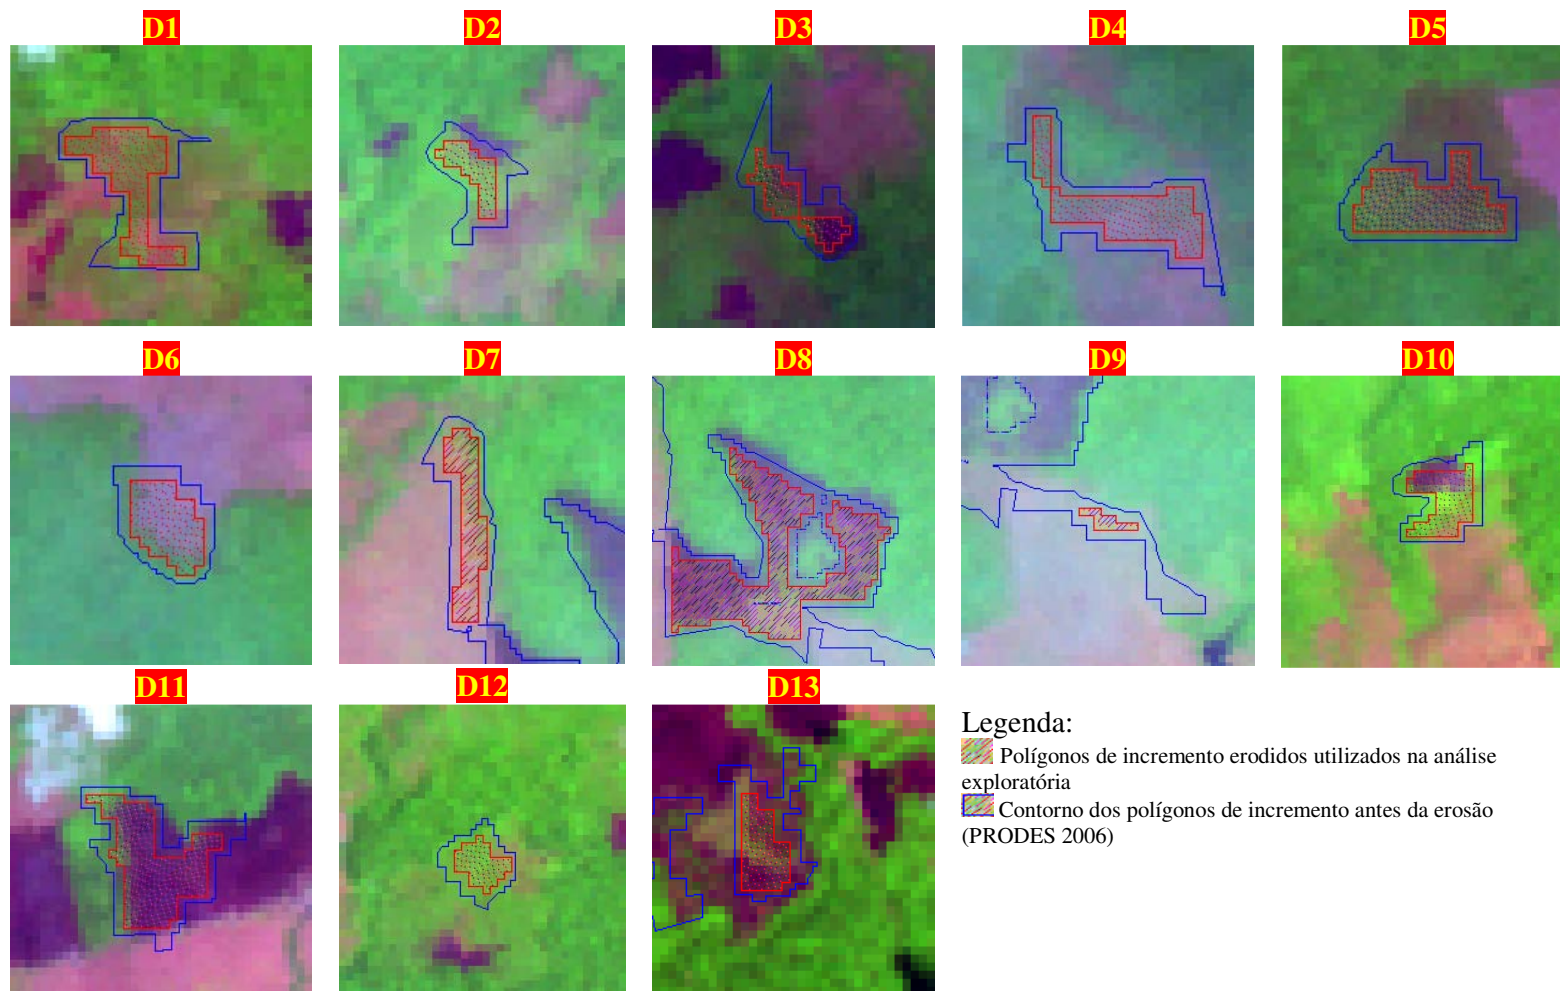 D1 D2 D3 D4 D5
D6 D7 D8 D9 D10
D11 D12 D13
Legenda:
Polígonos de incremento erodidos utilizados na análise
exploratória
Contorno dos polígonos de incremento antes da erosão
(PRODES 2006)